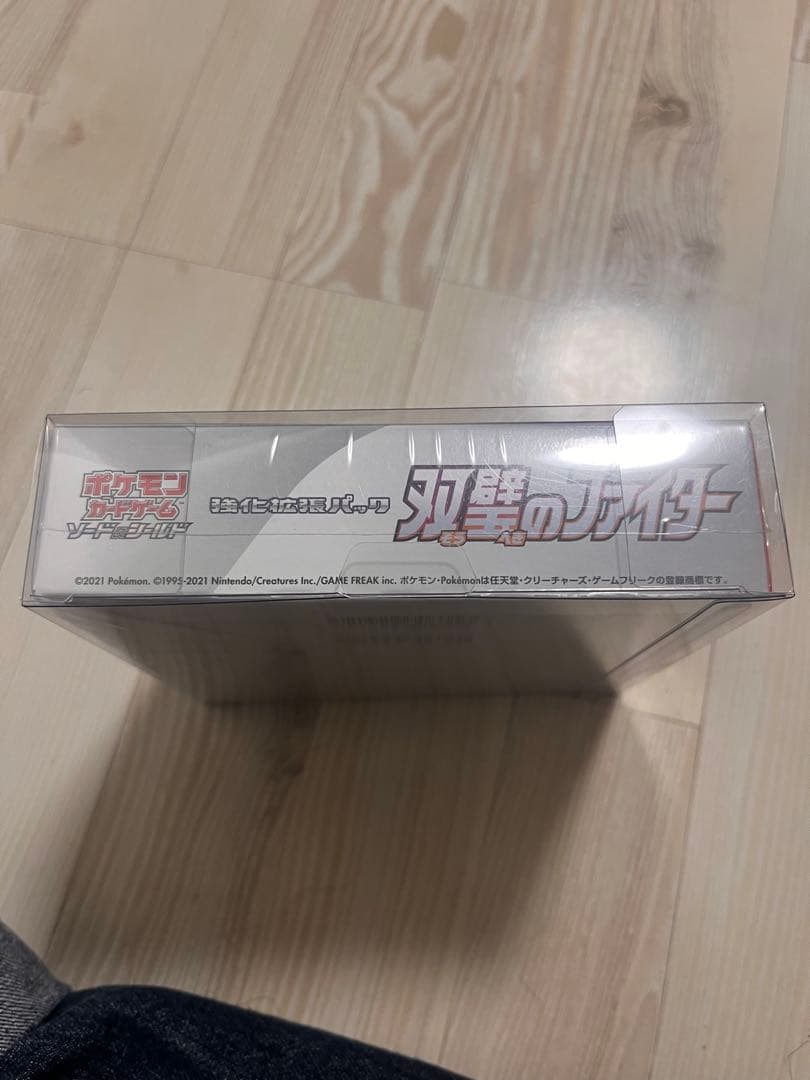 ポケモン
カードゲーム
ソード&シールド
強化拡張パック
双璧のファイター
そう へき
©2021 Pokémon. ©1995-2021 Nintendo/Creatures Inc./GAME FREAK inc. ポケモン・Pokémonは任天堂・クリーチャーズ・ゲームフリークの登録商標です。